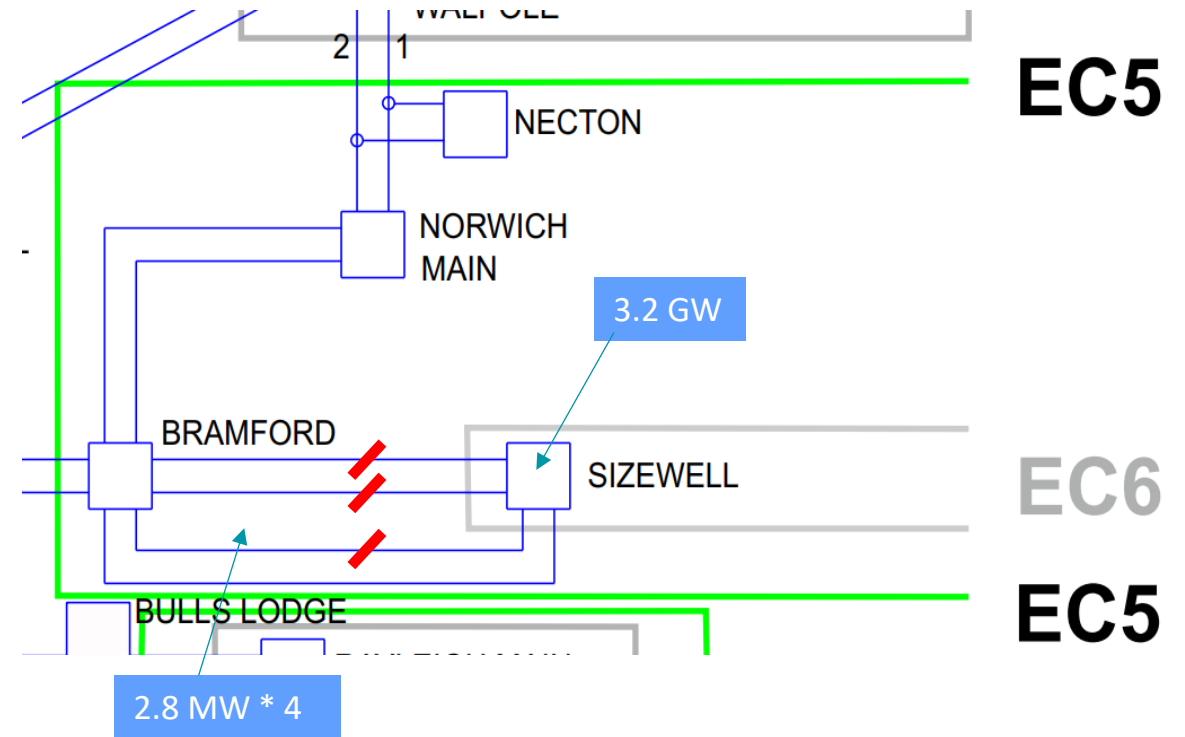 WALPOLE
2 1
EC5
NECTON
NORWICH
MAIN
3.2 GW
BRAMFORD
SIZEWELL
EC6
EC5
BULLS LODGE
2.8 MW * 4